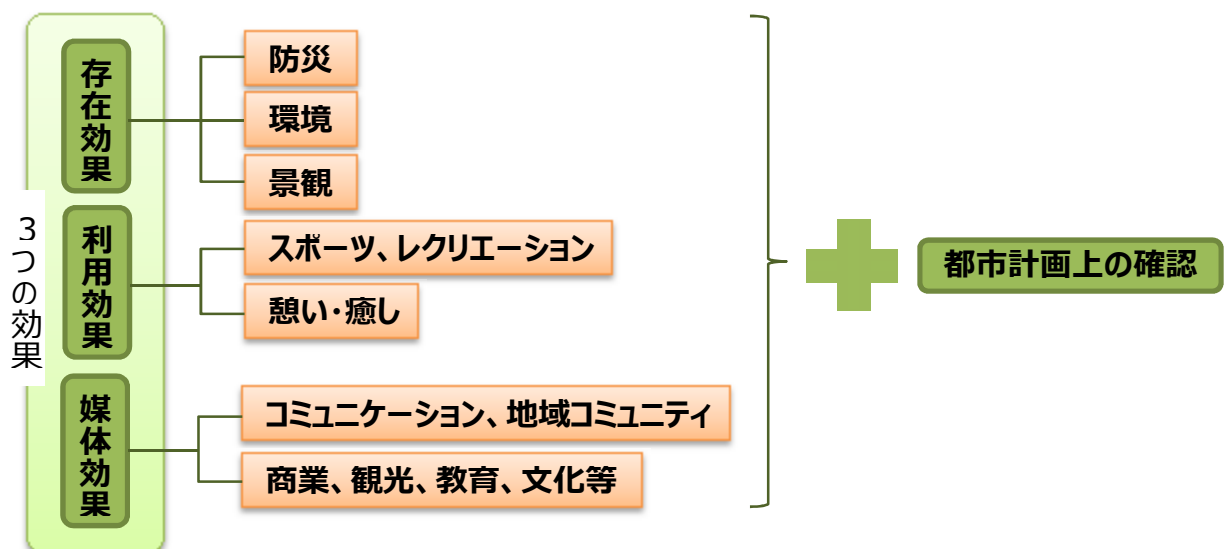 3つの効果
存在効果
防災
環境
景観
利用効果
スポーツ、レクリエーション
憩い・癒し
媒体効果
コミュニケーション、地域コミュニティ
商業、観光、教育、文化等
都市計画上の確認